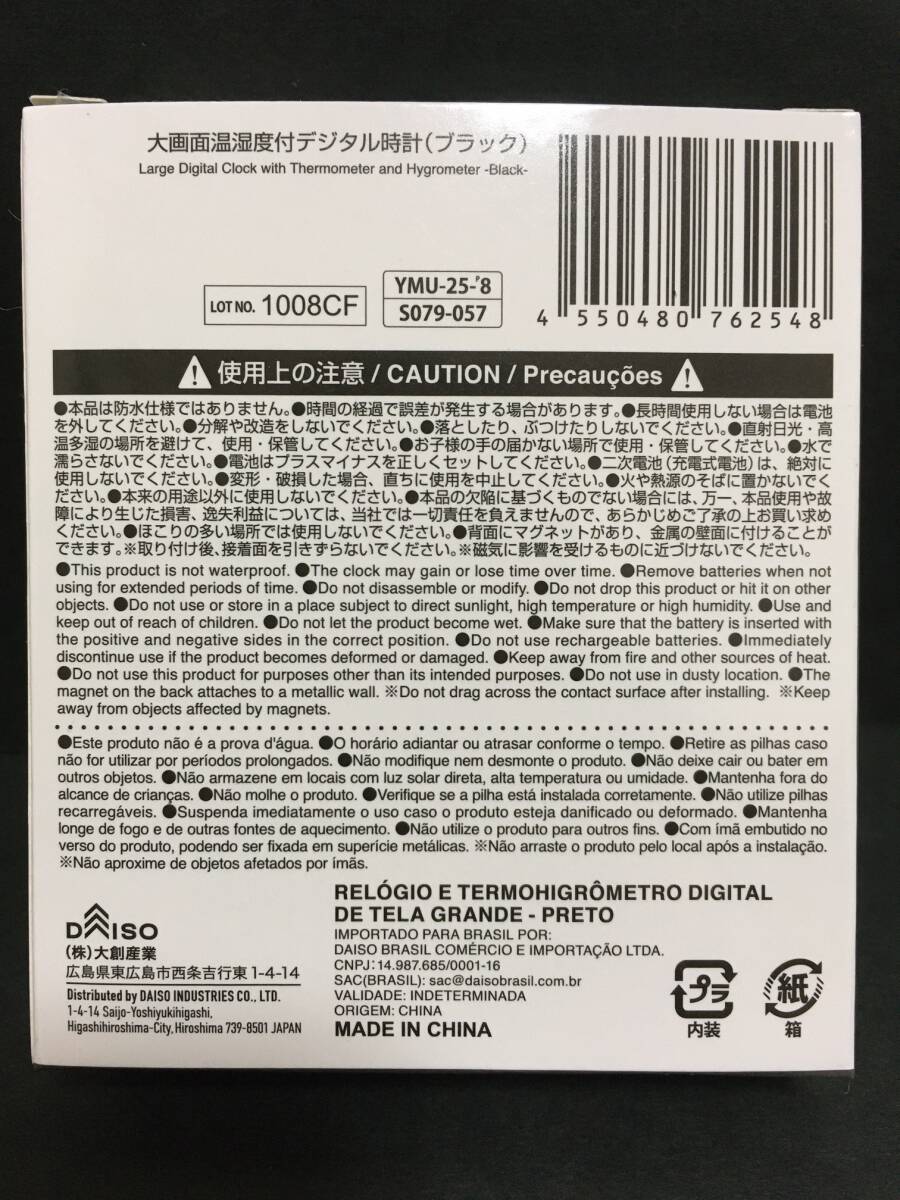 大画面温湿度付デジタル時計(ブラック)
Large Digital Clock with Thermometer and Hygrometer -Black-
LOT NO. 1008CF
YMU-25-P8
S079-057
4 550480 762548
使用上の注意 / CAUTION / Precauções
●本品は防水仕様ではありません。●時間の経過で誤差が発生する場合があります。●長時間使用しない場合は電池
を外してください。●分解や改造をしないでください。●落としたり、ぶつけたりしないでください。●直射日光・高
温多湿の場所を避けて、使用・保管してください。●お子様の手の届かない場所で使用・保管してください。●水で
濡らさないでください。●電池はプラスマイナスを正しくセットしてください。●二次電池(充電式電池)は、絶対に
使用しないでください。●変形・破損した場合、直ちに使用を中止してください。●火や熱源のそばに置かないでく
ださい。●本来の用途以外に使用しないでください。●本品の欠陥に基づくものでない場合には、万一、本品使用や故
障により生じた損害、逸失利益については、当社では一切責任を負えませんので、あらかじめご了承の上お買い求め
ください。●ほこりの多い場所では使用しないでください。●背面にマグネットがあり、金属の壁面に付けることが
できます。※取り付け後、接着面を引きずらないでください。※磁気に影響を受けるものに近づけないでください。
●This product is not waterproof. ●The clock may gain or lose time over time. ●Remove batteries when not
using for extended periods of time. ●Do not disassemble or modify. ●Do not drop this product or hit it on other
objects. ●Do not use or store in a place subject to direct sunlight, high temperature or high humidity. ●Use and
keep out of reach of children. ●Do not let the product become wet. ●Make sure that the battery is inserted with
the positive and negative sides in the correct position. ●Do not use rechargeable batteries. ●Immediately
discontinue use if the product becomes deformed or damaged. ●Keep away from fire and other sources of heat.
●Do not use this product for purposes other than its intended purposes. ●Do not use in dusty location. ●The
magnet on the back attaches to a metallic wall. ※Do not drag across the contact surface after installing. ※Keep
away from objects affected by magnets.
●Este produto não é a prova d'água. ●O horário adiantar ou atrasar conforme o tempo. ●Retire as pilhas caso
não for utilizar por períodos prolongados. ●Não modifique nem desmonte o produto. ●Não deixe cair ou bater em
outros objetos. ●Não armazene em locais com luz solar direta, alta temperatura ou umidade. ●Mantenha fora do
alcance de crianças. ●Não molhe o produto. ●Verifique se a pilha está instalada corretamente. ●Não utilize pilhas
recarregáveis. ●Suspenda imediatamente o uso caso o produto esteja danificado ou deformado. ●Mantenha
longe de fogo e de outras fontes de aquecimento. ●Não utilize o produto para outros fins. ●Com ímã embutido no
verso do produto, podendo ser fixada em superície metálicas. ※Não arraste o produto pelo local após a instalação.
※Não aproxime de objetos afetados por ímãs.
DAISO
(株)大創産業
広島県東広島市西条吉行東1-4-14
Distributed by DAISO INDUSTRIES CO., LTD.
1-4-14 Saijo-Yoshiyukihigashi,
Higashihiroshima-City, Hiroshima 739-8501 JAPAN
RELÓGIO E TERMOHIGRÔMETRO DIGITAL
DE TELA GRANDE - PRETO
IMPORTADO PARA BRASIL POR:
DAISO BRASIL COMÉRCIO E IMPORTAÇÃO LTDA.
CNPJ: 14.987.685/0001-16
SAC(BRASIL): sac@daisobrasil.com.br
VALIDADE: INDETERMINADA
ORIGEM: CHINA
MADE IN CHINA
プラ
内装
紙
箱